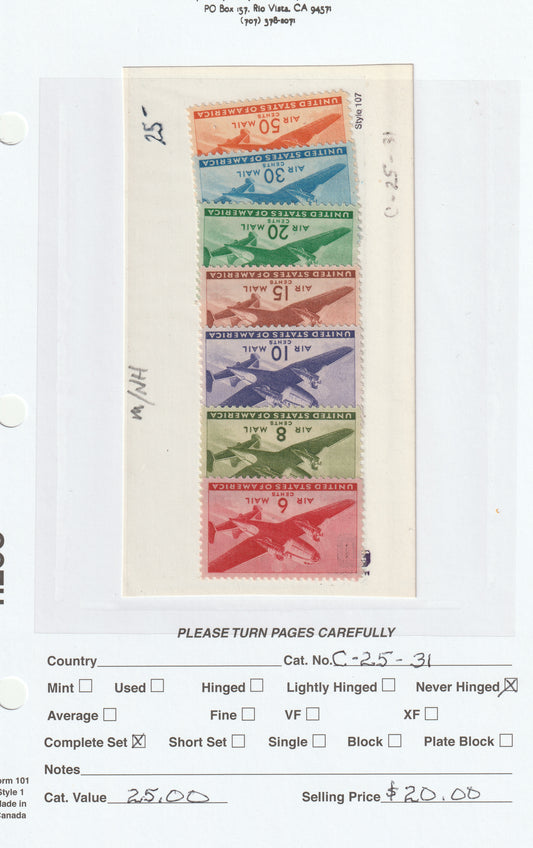 PO Box 157, Rio Vista, CA 94571
(707) 378-2071
25-
Style 107
C-25-31
m/NH
UNITED STATES OF AMERICA
50 CENTS
AIR MAIL
UNITED STATES OF AMERICA
30 CENTS
AIR MAIL
UNITED STATES OF AMERICA
20 CENTS
AIR MAIL
UNITED STATES OF AMERICA
15 CENTS
AIR MAIL
UNITED STATES OF AMERICA
10 CENTS
AIR MAIL
UNITED STATES OF AMERICA
8 CENTS
AIR MAIL
UNITED STATES OF AMERICA
6 CENTS
AIR MAIL
PLEASE TURN PAGES CAREFULLY
Country Cat. No. C-25-31
Mint Used Hinged Lightly Hinged Never Hinged X
Average Fine VF XF
Complete Set X Short Set Single Block Plate Block
Notes
Cat. Value 25.00 Selling Price $20.00
orm 101
Style 1
Made in
Canada